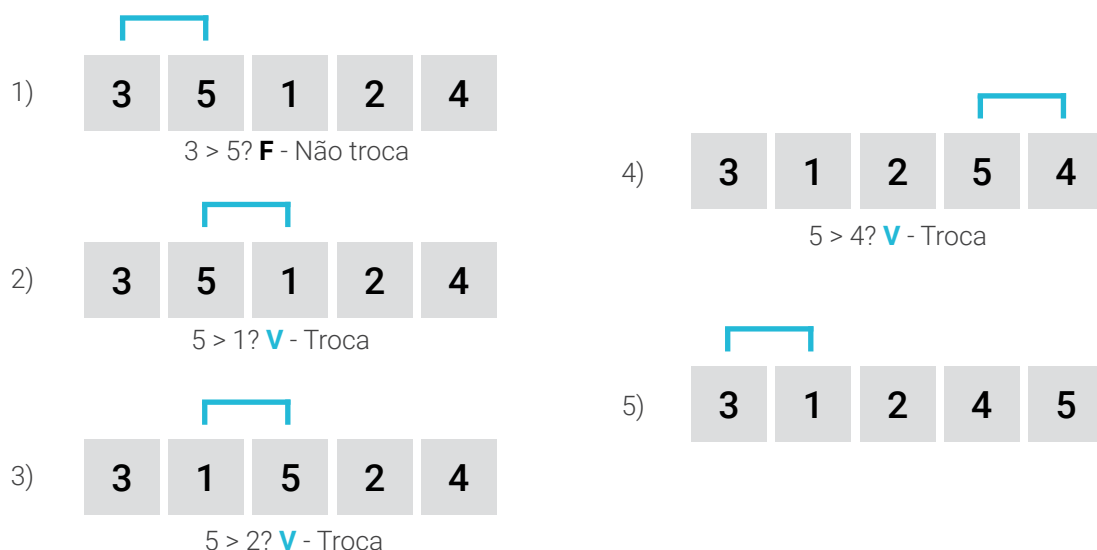 1)
3 5 1 2 4
3 > 5? F - Não troca
2)
3 5 1 2 4
5 > 1? V - Troca
3)
3 1 5 2 4
5 > 2? V - Troca
4)
3 1 2 5 4
5 > 4? V - Troca
5)
3 1 2 4 5